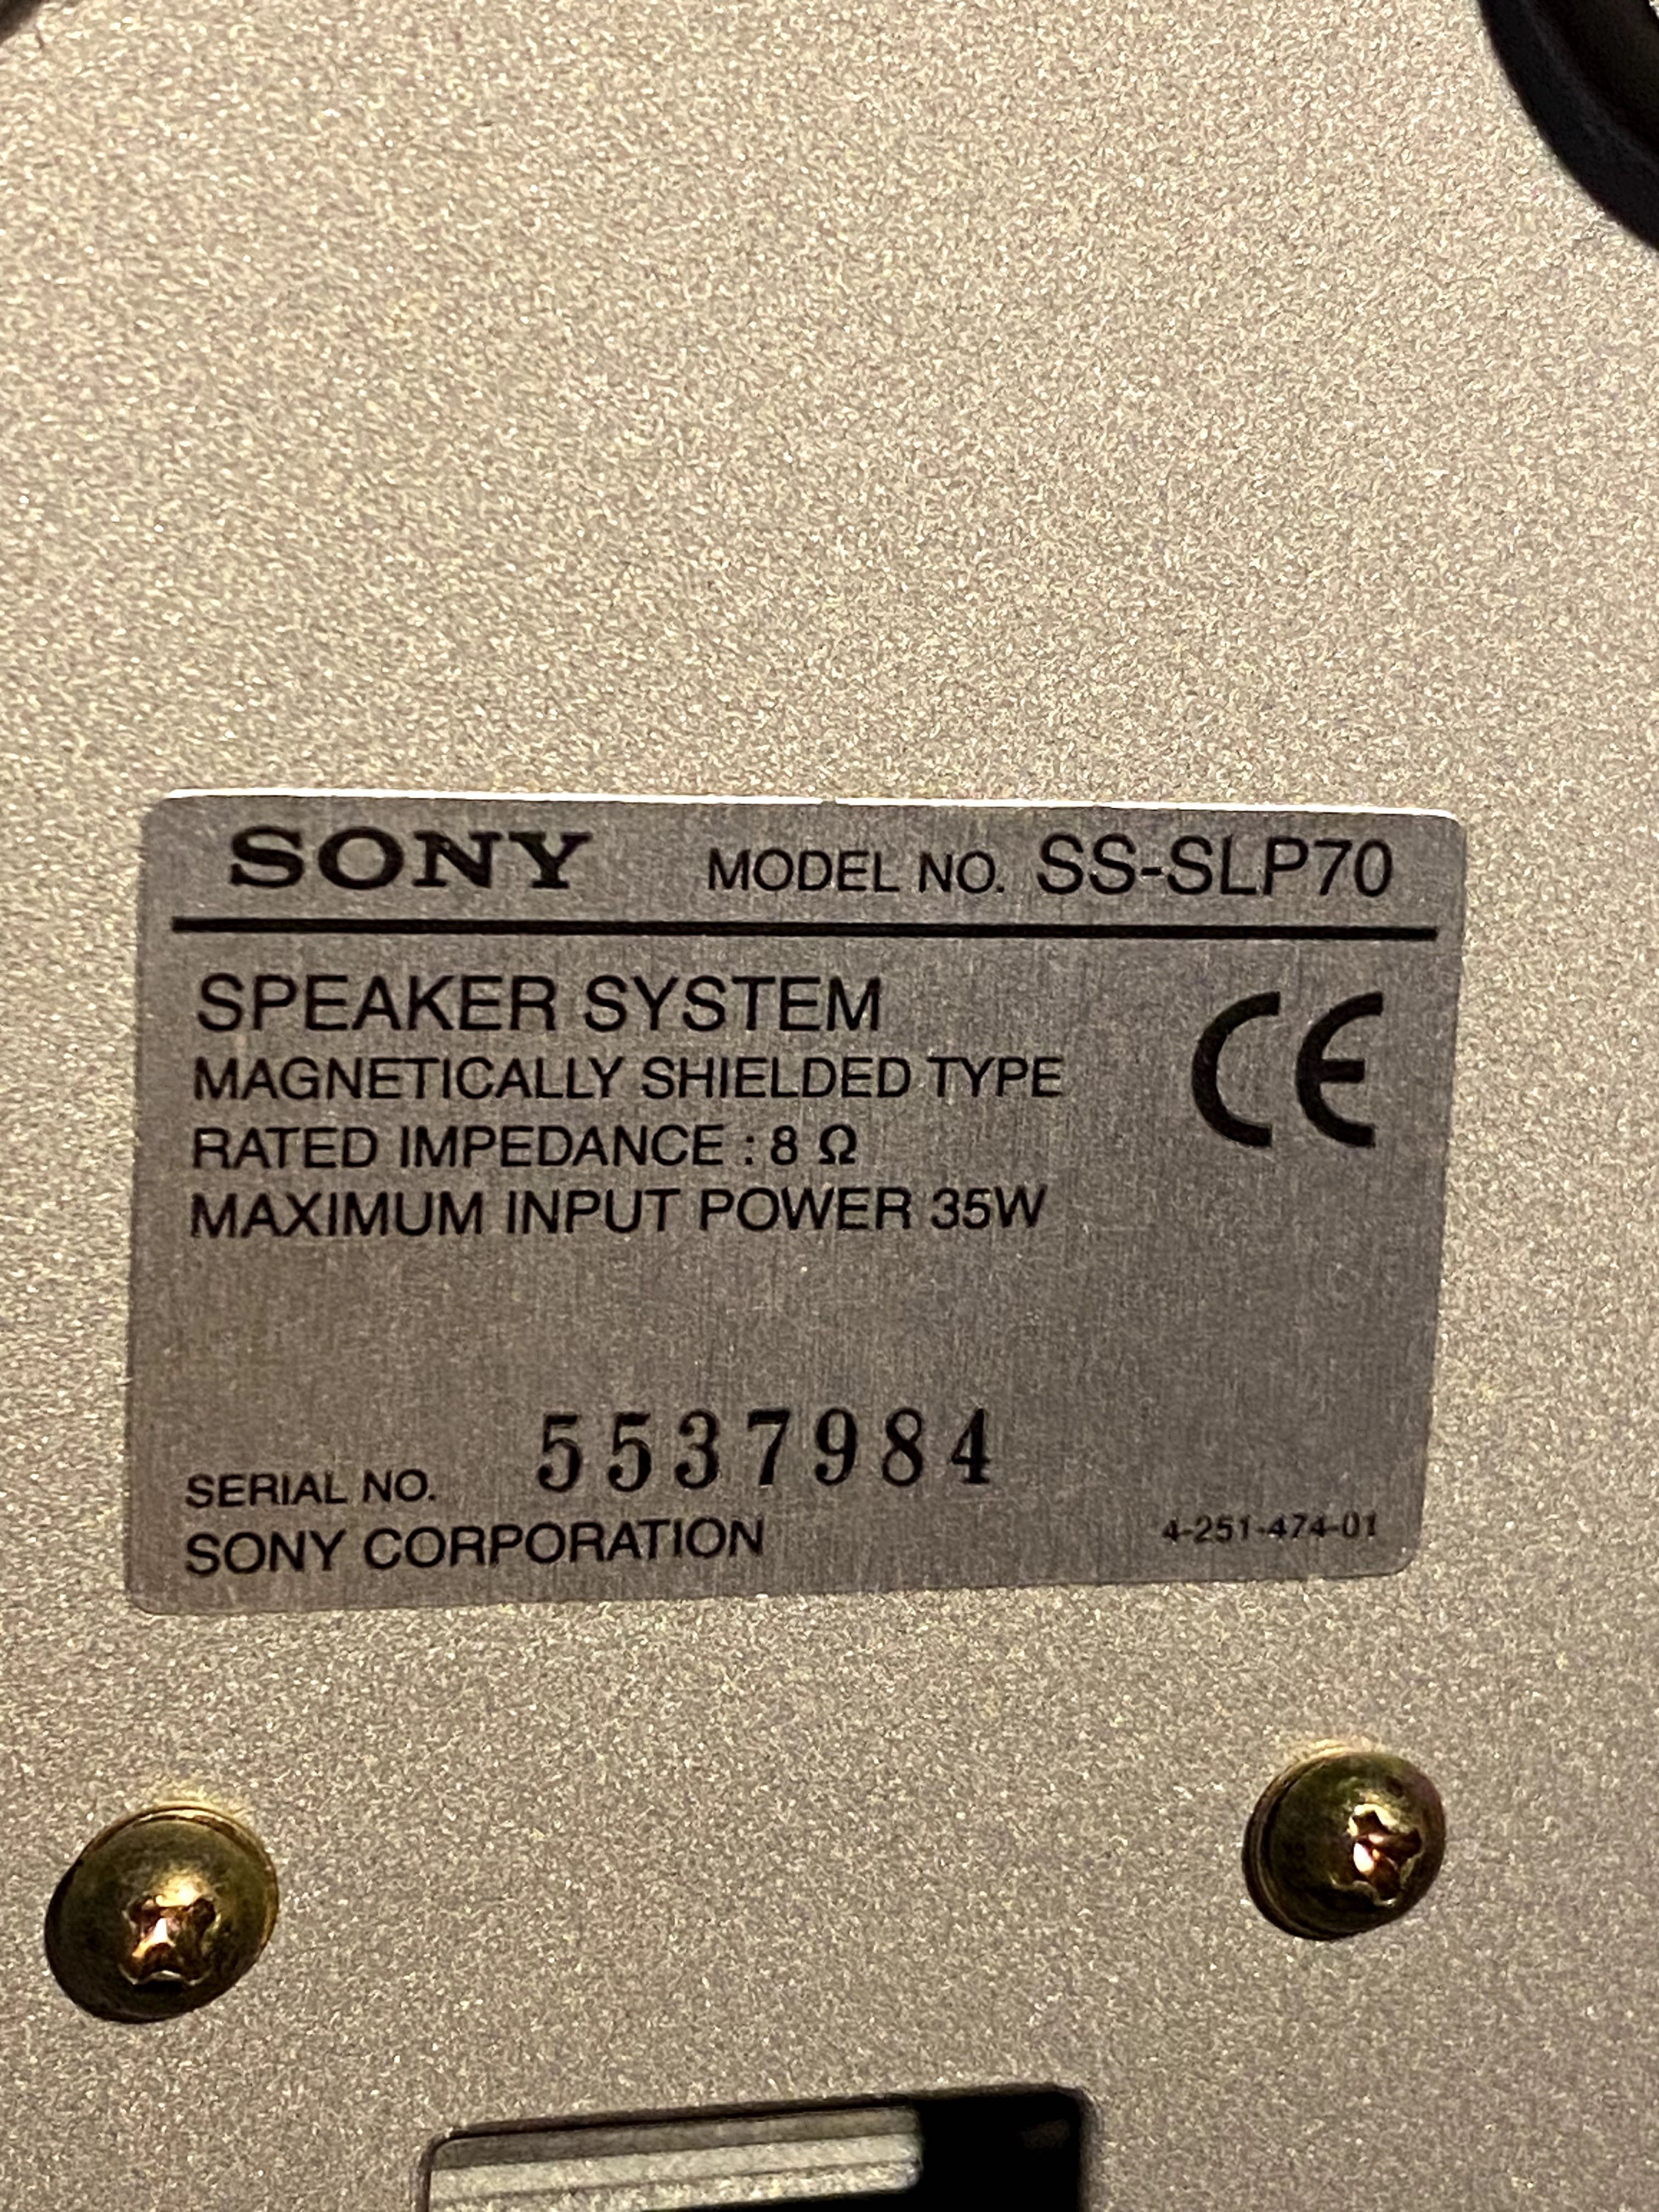 SONY MODEL NO. SS-SLP70
SPEAKER SYSTEM
MAGNETICALLY SHIELDED TYPE
RATED IMPEDANCE : 8 Ω
MAXIMUM INPUT POWER 35W
CE
SERIAL NO. 5537984
SONY CORPORATION 4-251-474-01